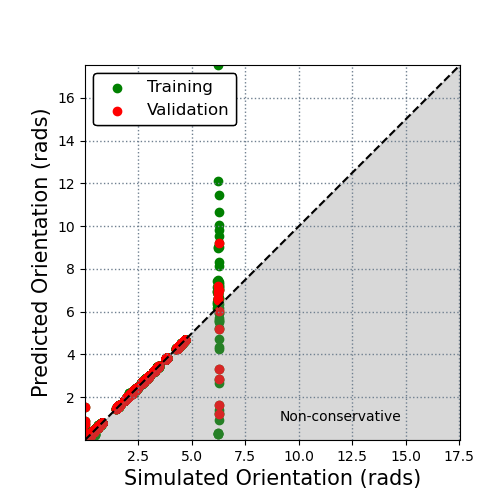 Training
Validation
16
14
12
10
8
6
4
2
Predicted Orientation (rads)
Non-conservative
2.5 5.0 7.5 10.0 12.5 15.0 17.5
Simulated Orientation (rads)